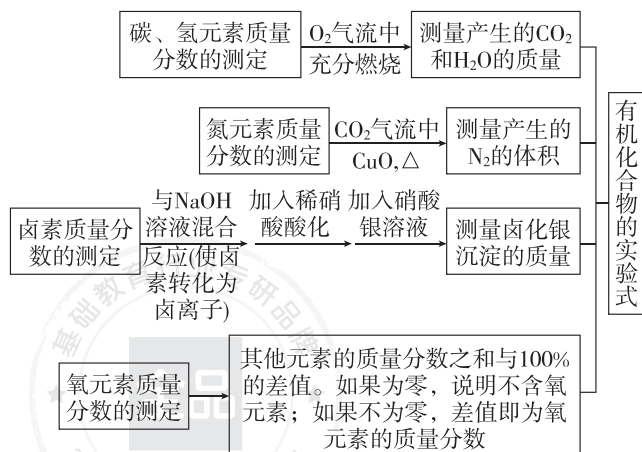 碳、氢元素质量
分数的测定
O₂气流中
充分燃烧
测量产生的CO₂
和H₂O的质量
氮元素质量
分数的测定
CO₂气流中
CuO,△
测量产生的
N₂的体积
卤素质量分
数的测定
与NaOH
溶液混合
反应(使卤
素转化为
卤离子)
加入稀硝
酸酸化
加入硝酸
银溶液
测量卤化银
沉淀的质量
氧元素质量
分数的测定
其他元素的质量分数之和与100%
的差值。如果为零，说明不含氧
元素；如果不为零，差值即为氧
元素的质量分数
有机化合物的实验式